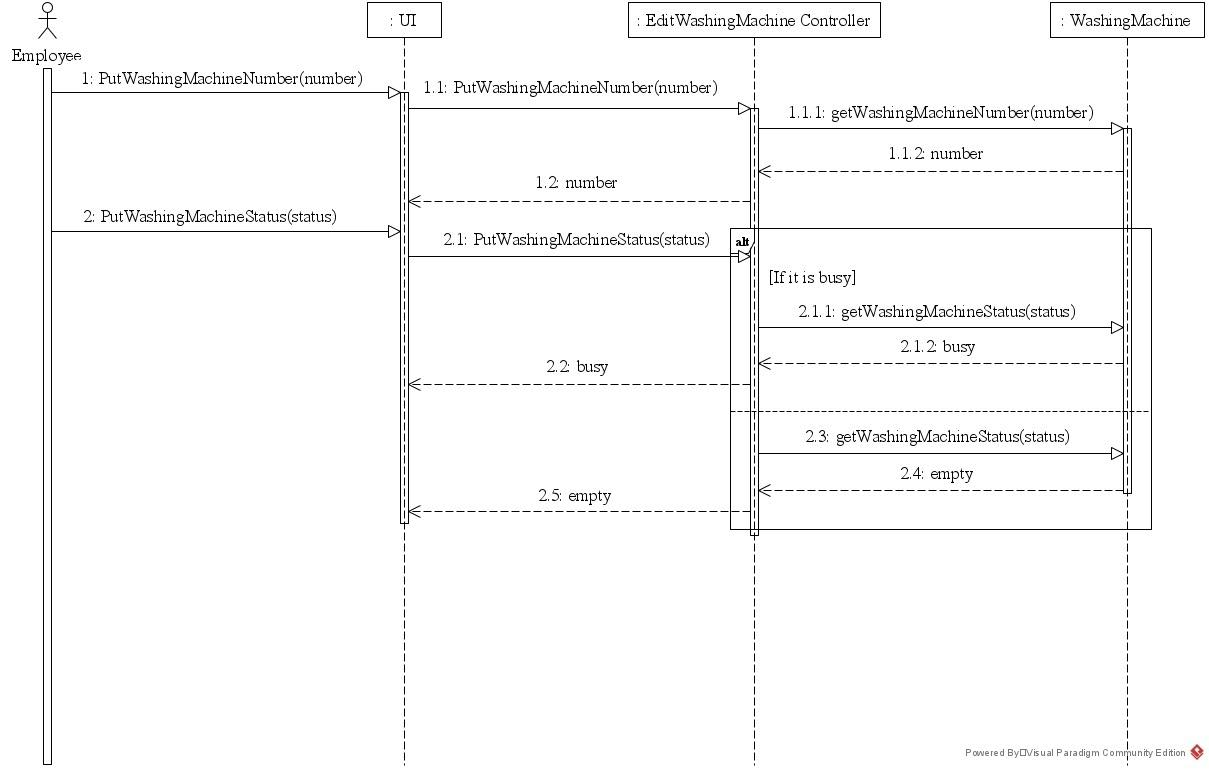 : UI
: EditWashingMachine Controller
: WashingMachine
Employee
1: PutWashingMachineNumber(number)
1.1: PutWashingMachineNumber(number)
1.1.1: getWashingMachineNumber(number)
1.1.2: number
1.2: number
2: PutWashingMachineStatus(status)
2.1: PutWashingMachineStatus(status)
alt
[If it is busy]
2.1.1: getWashingMachineStatus(status)
2.1.2: busy
2.2: busy
2.3: getWashingMachineStatus(status)
2.4: empty
2.5: empty
Powered By□Visual Paradigm Community Edition